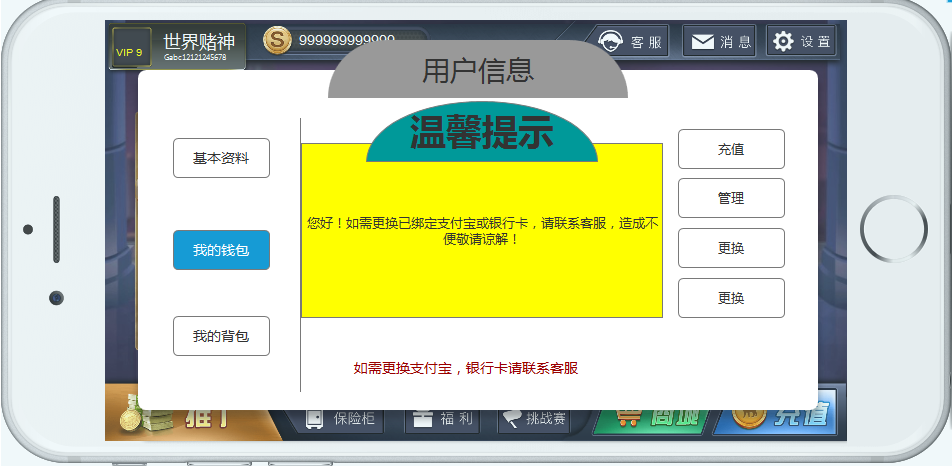 VIP 9
世界赌神
Gabc12121245678
S
999999999999
客 服
消 息
设 置
用户信息
温馨提示
基本资料
我的钱包
我的背包
您好！如需更换已绑定支付宝或银行卡，请联系客服，造成不
便敬请谅解！
充值
管理
更换
更换
如需更换支付宝，银行卡请联系客服
推广
保险柜
福 利
挑战赛
商城
充值